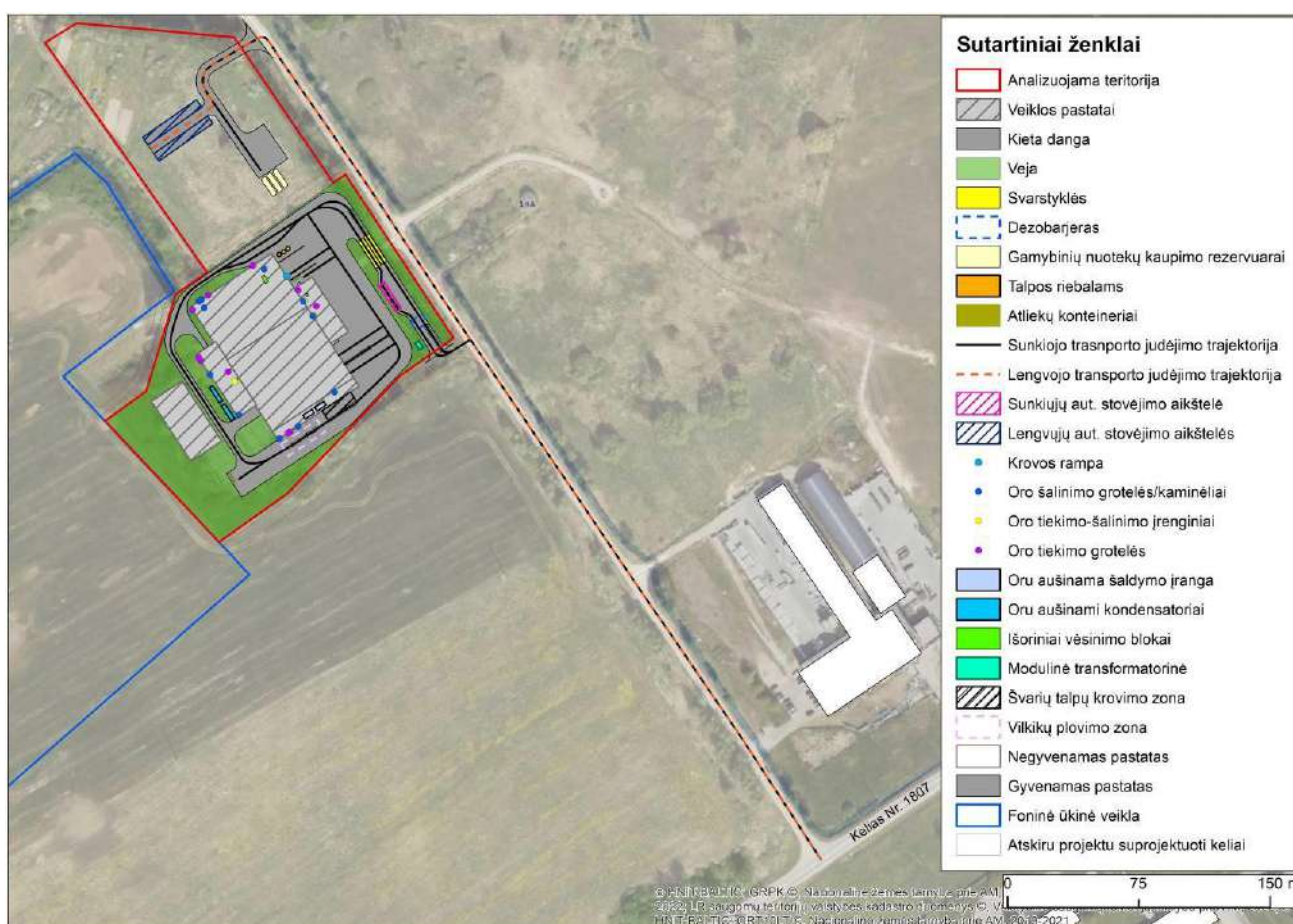 Sutartiniai ženklai
Analizuojama teritorija
Veiklos pastatai
Kieta danga
Veja
Svarstyklės
Dezobarjeras
Gamybinių nuotekų kaupimo rezervuarai
Talpos riebalams
Atliekų konteineriai
Sunkiojo trasnporto judėjimo trajektorija
Lengvojo transporto judėjimo trajektorija
Sunkiųjų aut. stovėjimo aikštelė
Lengvųjų aut. stovėjimo aikštelės
Krovos rampa
Oro šalinimo grotelės/kaminėliai
Oro tiekimo-šalinimo įrenginiai
Oro tiekimo grotelės
Oru aušinama šaldymo įranga
Oru aušinami kondensatoriai
Išoriniai vėsinimo blokai
Modulinė transformatorinė
Švarių talpų krovimo zona
Vilkikų plovimo zona
Negyvenamas pastatas
Gyvenamas pastatas
Foninė ūkinė veikla
Atskiru projektu suprojektuoti keliai
Kelias Nr. 1807
0 75 150 m